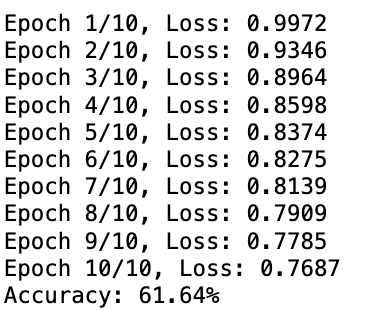 Epoch 1/10, Loss: 0.9972
Epoch 2/10, Loss: 0.9346
Epoch 3/10, Loss: 0.8964
Epoch 4/10, Loss: 0.8598
Epoch 5/10, Loss: 0.8374
Epoch 6/10, Loss: 0.8275
Epoch 7/10, Loss: 0.8139
Epoch 8/10, Loss: 0.7909
Epoch 9/10, Loss: 0.7785
Epoch 10/10, Loss: 0.7687
Accuracy: 61.64%